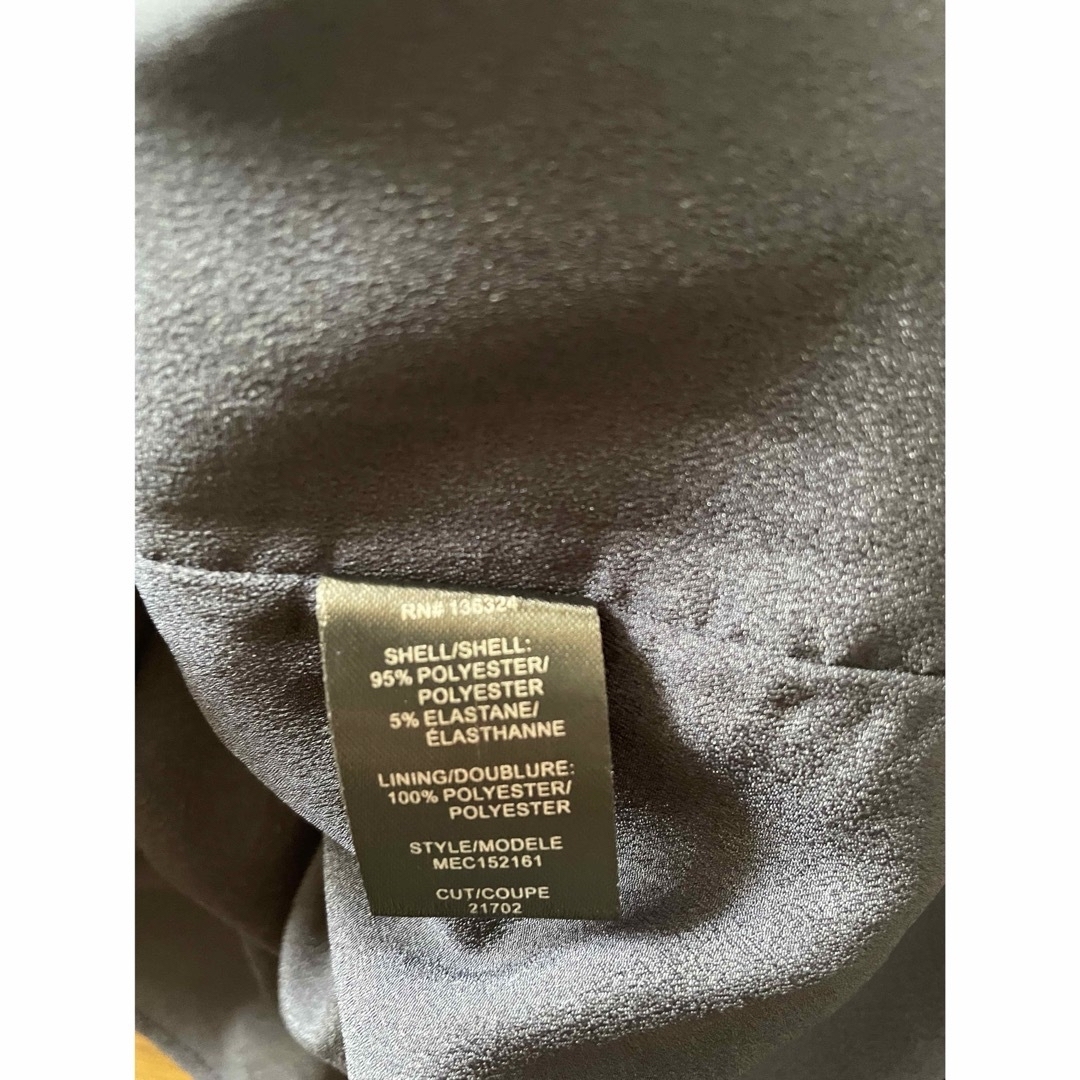 RN# 136324
SHELL/SHELL:
95% POLYESTER/
POLYESTER
5% ELASTANE/
ÉLASTHANNE
LINING/DOUBLURE:
100% POLYESTER/
POLYESTER
STYLE/MODELE
MEC152161
CUT/COUPE
21702